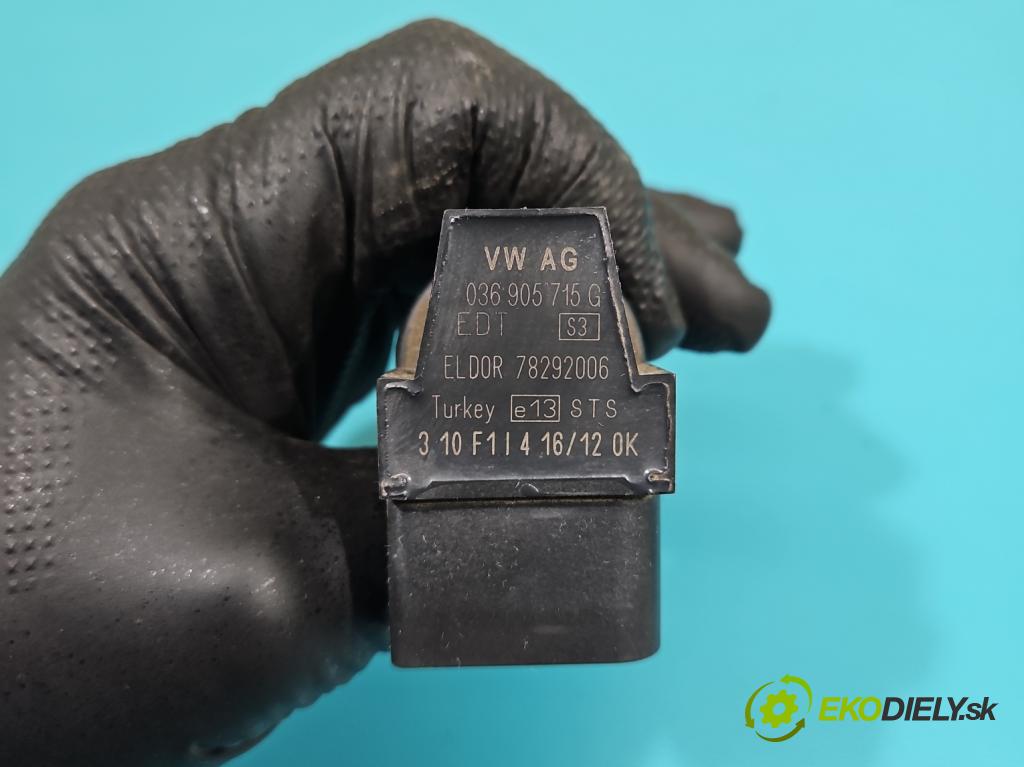 VW AG
036 905 715 G
EDT S3
ELDOR 78292006
Turkey e13 STS
3 10 F1 I 4 16/12 OK
EKODIELY.sk